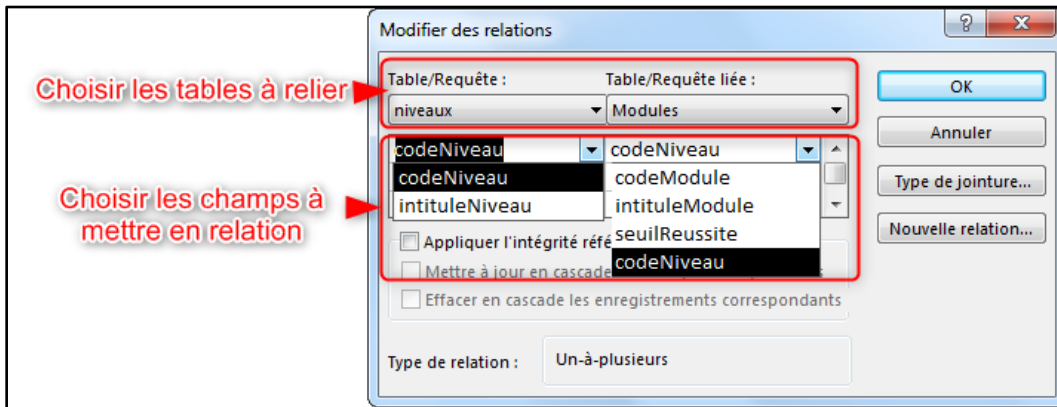 Modifier des relations
Choisir les tables à relier
Table/Requête :
Table/Requête liée :
niveaux
Modules
OK
Annuler
Type de jointure...
Nouvelle relation...
Choisir les champs à
mettre en relation
codeNiveau
codeNiveau
codeNiveau
intituleNiveau
codeModule
intituleModule
seuilReussite
codeNiveau
Appliquer l'intégrité réfé
Mettre à jour en cascade
Effacer en cascade les enregistrements correspondants
Type de relation :
Un-à-plusieurs